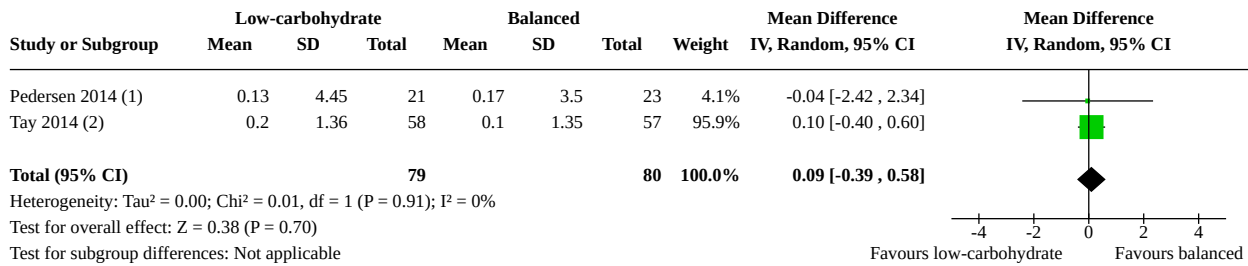 Low-carbohydrate Balanced Mean Difference Mean Difference
Study or Subgroup Mean SD Total Mean SD Total Weight IV, Random, 95% CI IV, Random, 95% CI
Pedersen 2014 (1) 0.13 4.45 21 0.17 3.5 23 4.1% -0.04 [-2.42 , 2.34]
Tay 2014 (2) 0.2 1.36 58 0.1 1.35 57 95.9% 0.10 [-0.40 , 0.60]
Total (95% CI) 79 80 100.0% 0.09 [-0.39 , 0.58]
Heterogeneity: Tau² = 0.00; Chi² = 0.01, df = 1 (P = 0.91); I² = 0%
Test for overall effect: Z = 0.38 (P = 0.70) -4 -2 0 2 4
Test for subgroup differences: Not applicable Favours low-carbohydrate Favours balanced